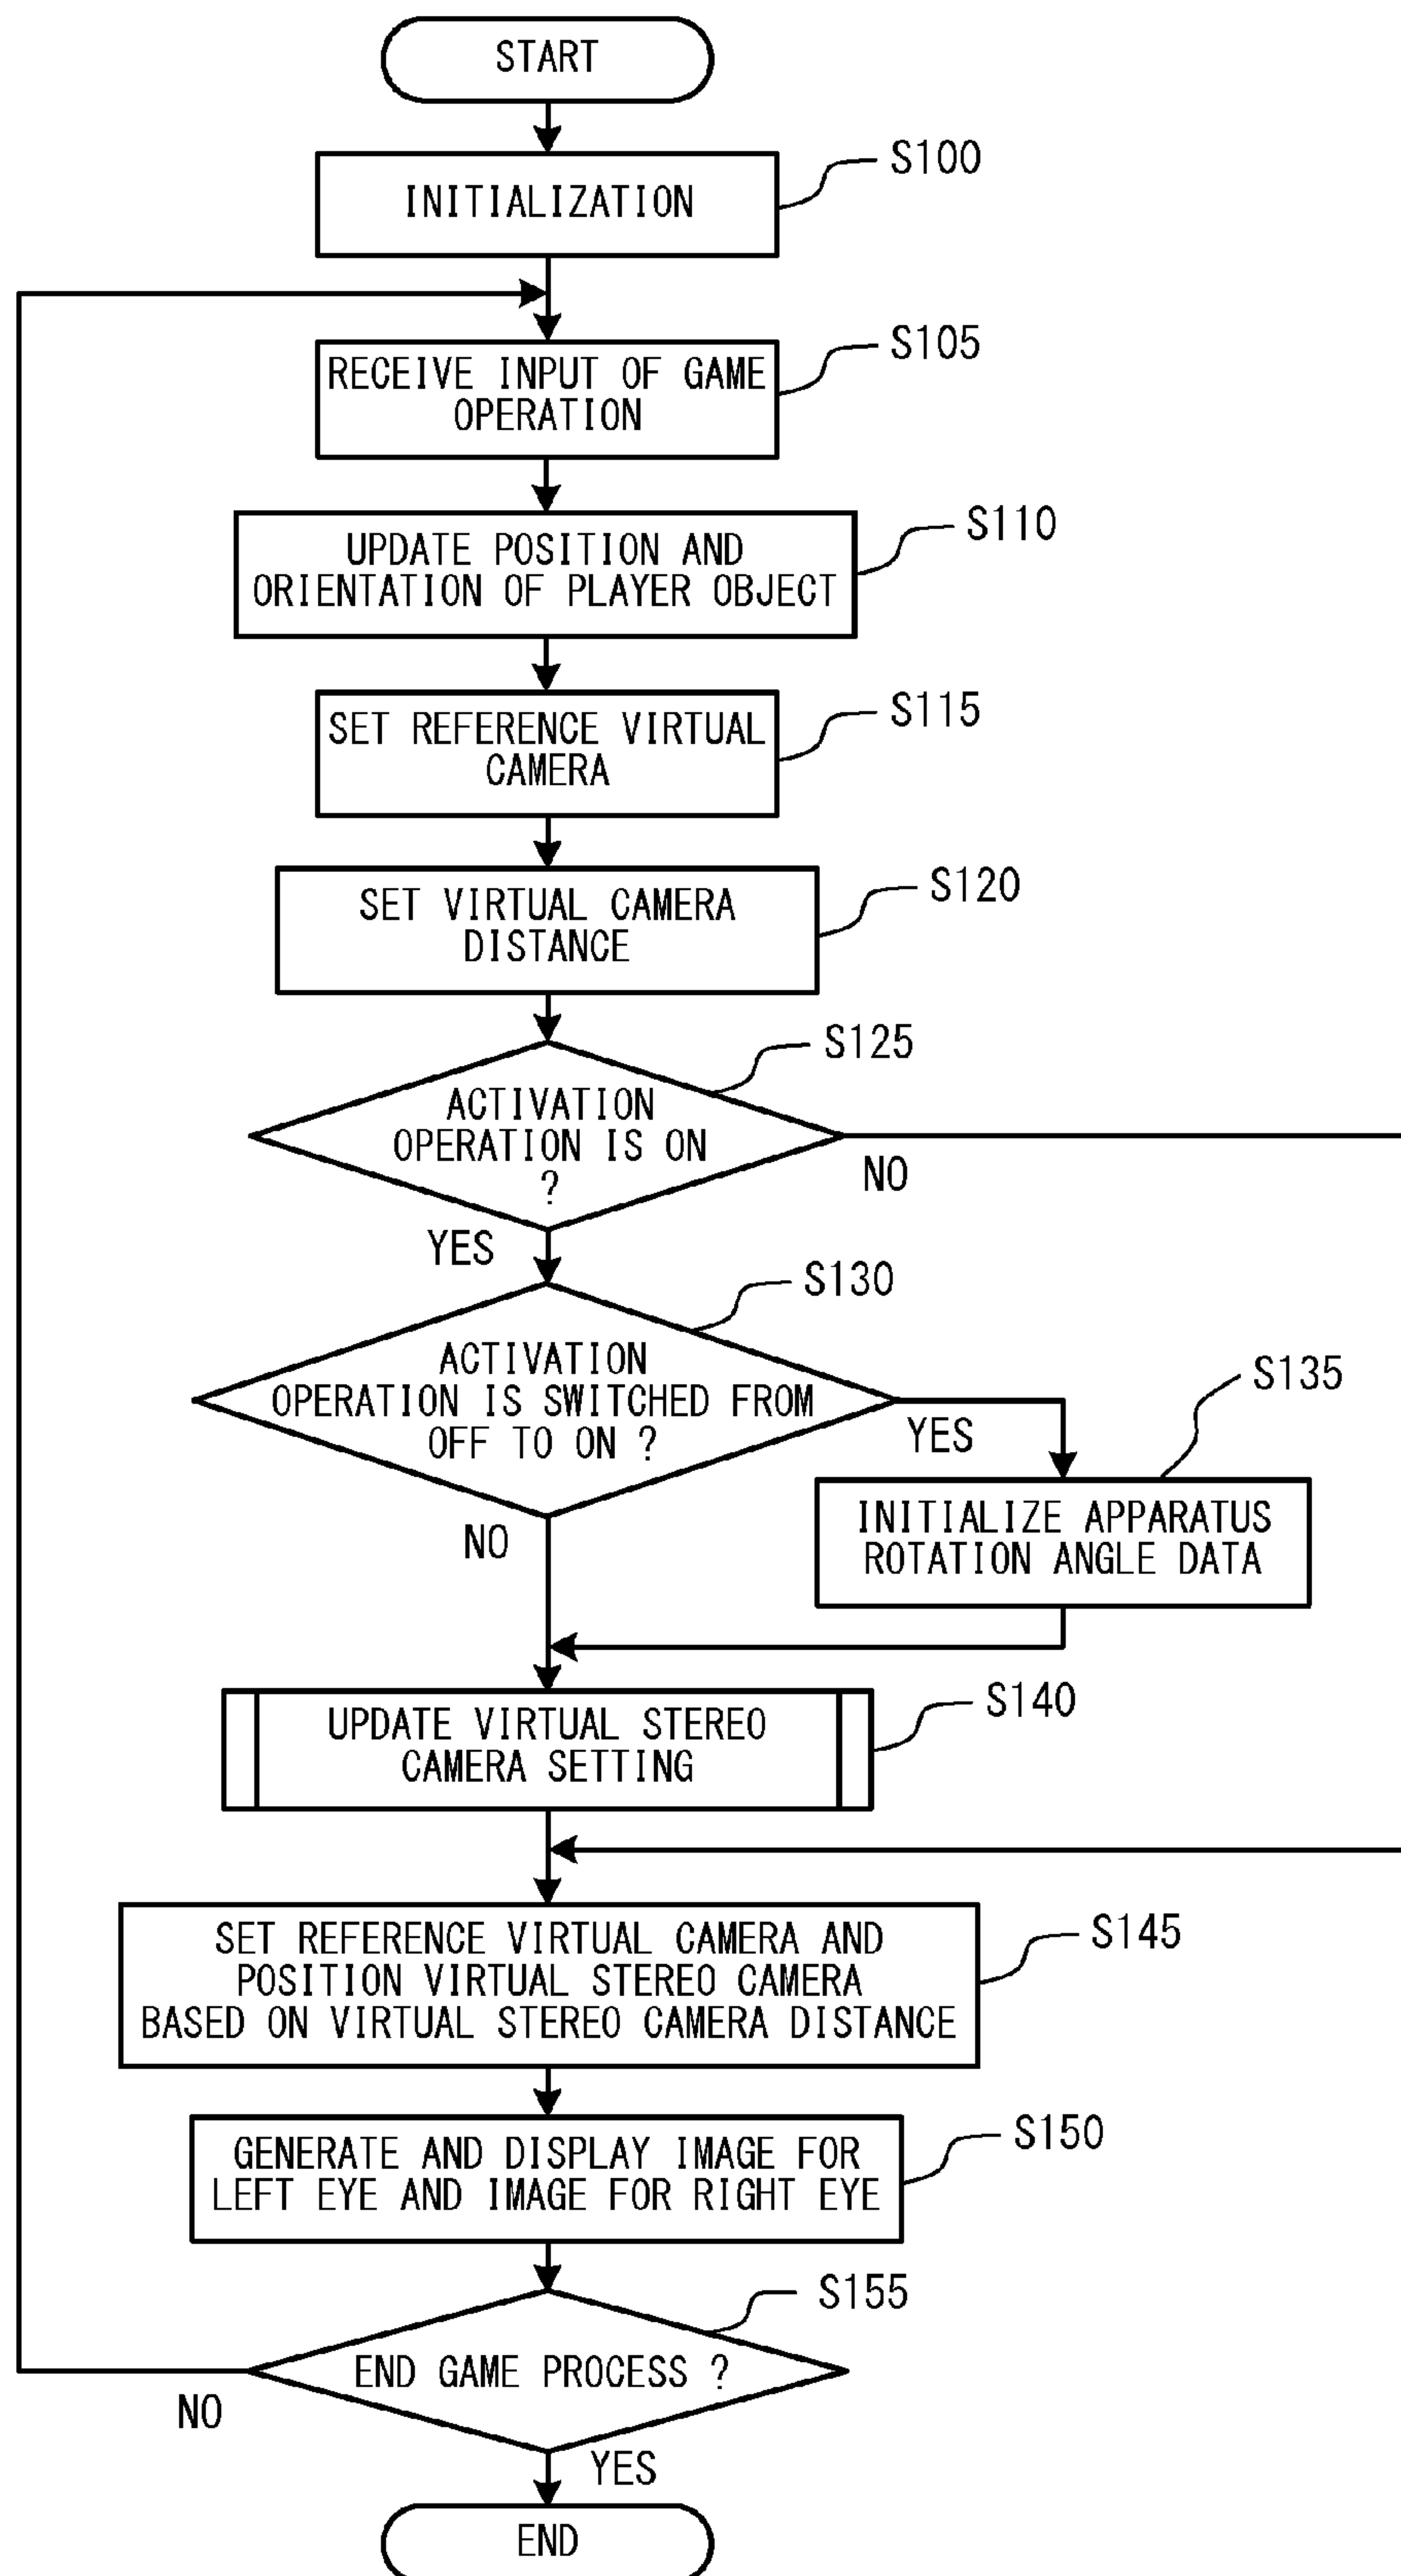 START
INITIALIZATION
S100
RECEIVE INPUT OF GAME
OPERATION
S105
UPDATE POSITION AND
ORIENTATION OF PLAYER OBJECT
S110
SET REFERENCE VIRTUAL
CAMERA
S115
SET VIRTUAL CAMERA
DISTANCE
S120
ACTIVATION
OPERATION IS ON
?
S125
NO
YES
ACTIVATION
OPERATION IS SWITCHED FROM
OFF TO ON ?
S130
YES
NO
INITIALIZE APPARATUS
ROTATION ANGLE DATA
S135
UPDATE VIRTUAL STEREO
CAMERA SETTING
S140
SET REFERENCE VIRTUAL CAMERA AND
POSITION VIRTUAL STEREO CAMERA
BASED ON VIRTUAL STEREO CAMERA DISTANCE
S145
GENERATE AND DISPLAY IMAGE FOR
LEFT EYE AND IMAGE FOR RIGHT EYE
S150
END GAME PROCESS ?
S155
NO
YES
END